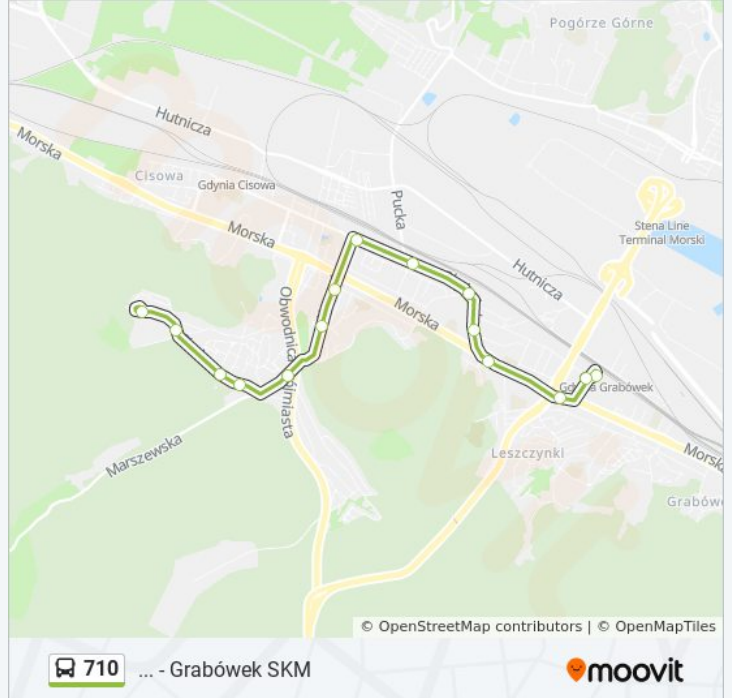 Pogórze Górne
Hutnicza
Morska
Cisowa
Gdynia Cisowa
Pucka
Stena Line
Terminal Morski
Morska
Hutnicza
Obwodnica
Morska
Gdynia Grabówek
Marszewska
Leszczynki
Morska
Grabówe
© OpenStreetMap contributors | © OpenMapTiles
710 ... - Grabówek SKM
moovit